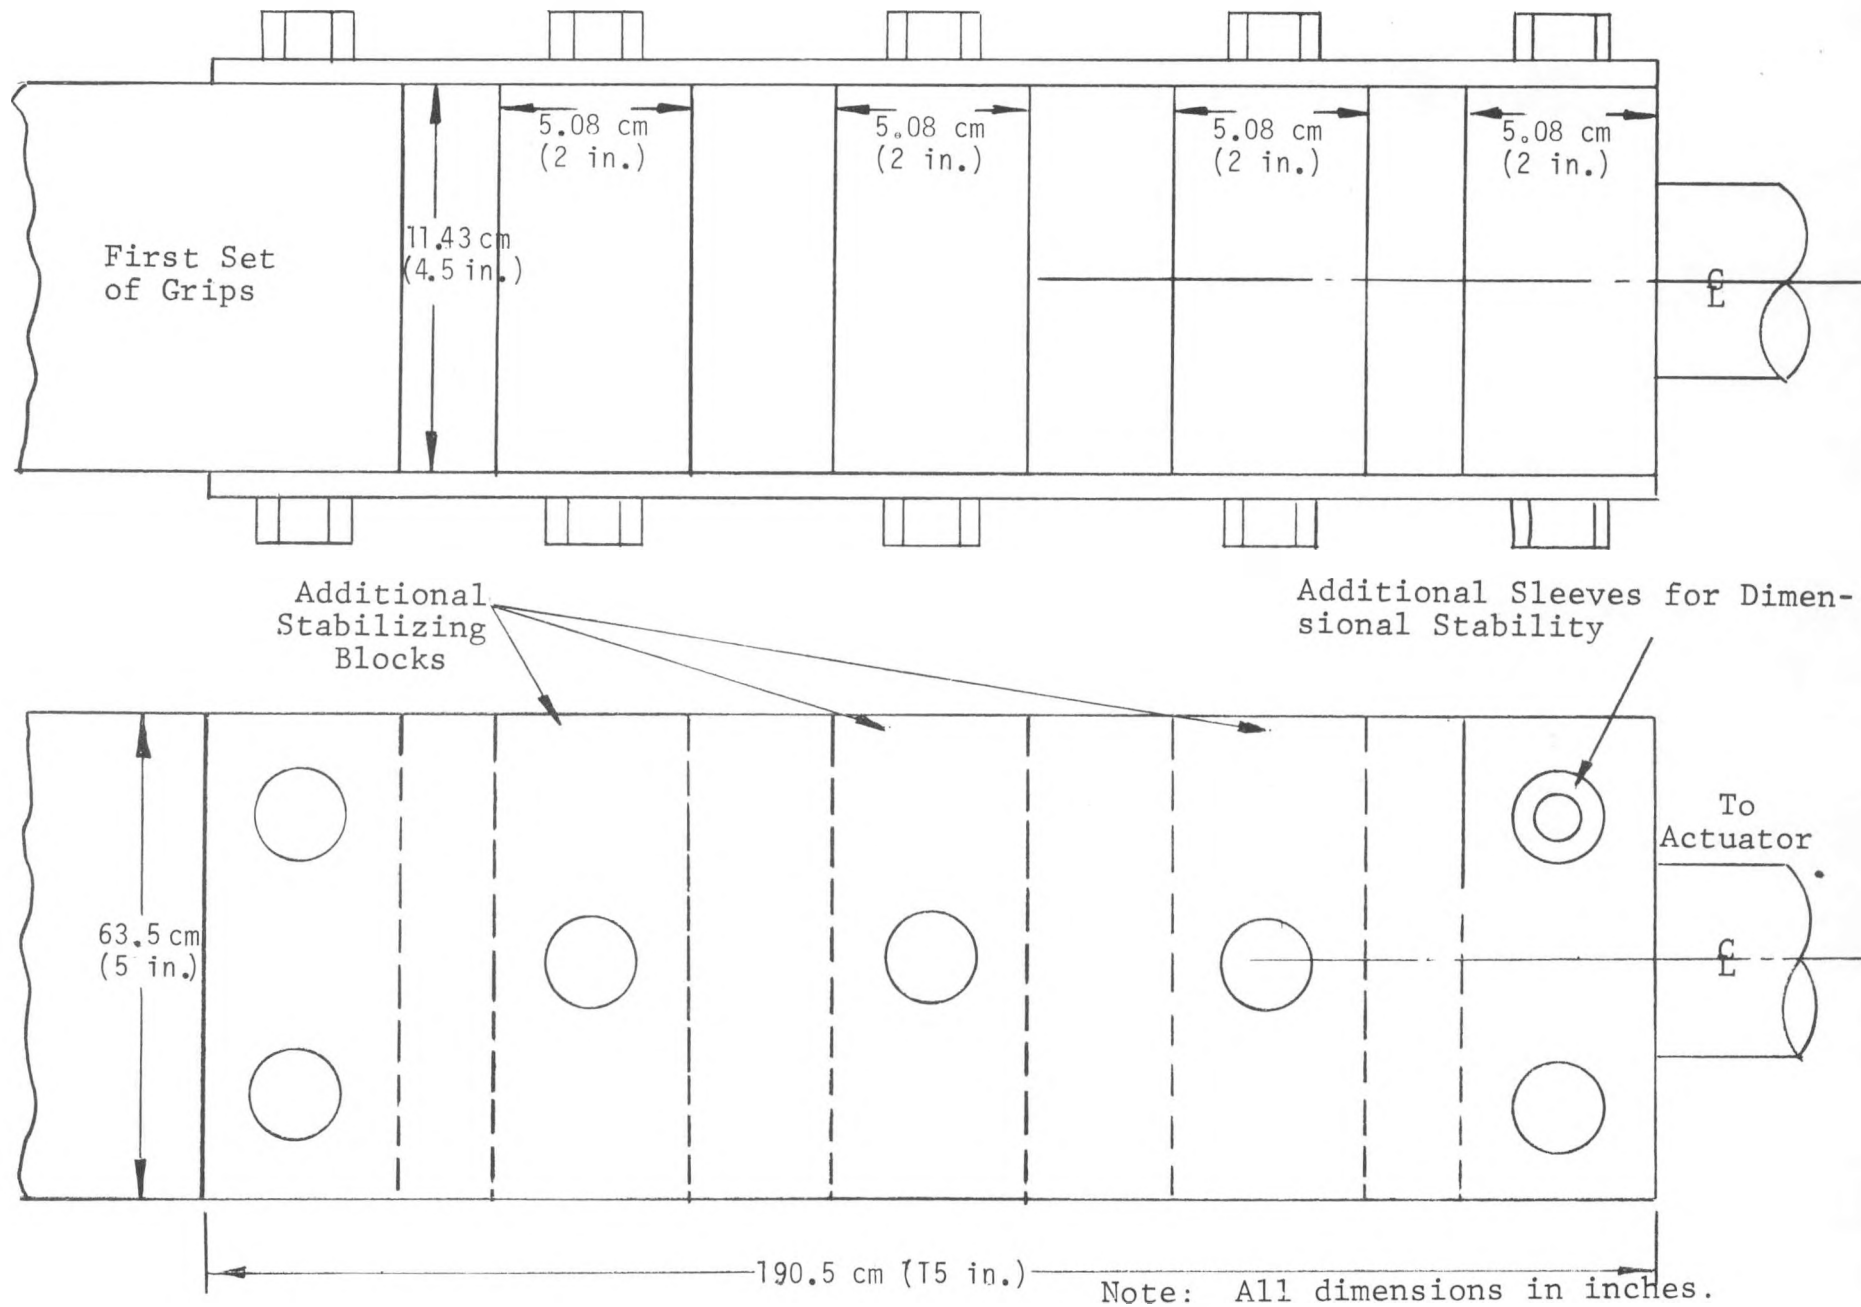 5.08 cm
(2 in.)
5.08 cm
(2 in.)
5.08 cm
(2 in.)
5.08 cm
(2 in.)
11.43 cm
(4.5 in.)
First Set
of Grips
℄
Additional
Stabilizing
Blocks
Additional Sleeves for Dimen-
sional Stability
To
Actuator
63.5 cm
(5 in.)
℄
190.5 cm (15 in.)
Note: All dimensions in inches.